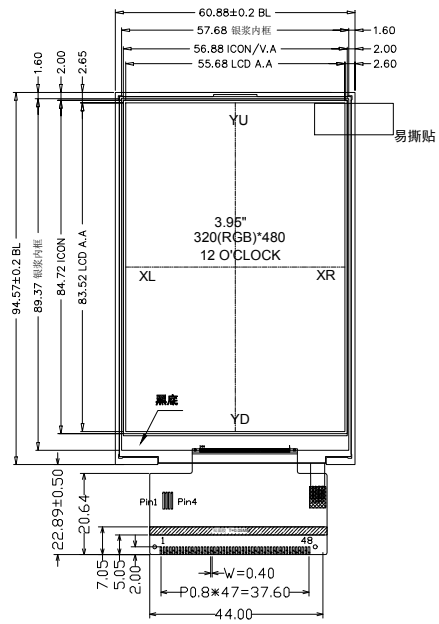 60.88±0.2 BL
57.68 银浆内框
56.88 ICON/V.A
55.68 LCD A.A
1.60
2.00
2.60
1.60
2.00
2.65
YU
易撕贴
3.95"
320(RGB)*480
12 O'CLOCK
XL
XR
94.57±0.2 BL
89.37 银浆内框
84.72 ICON
83.52 LCD A.A
黑底
YD
22.89±0.50
20.64
Pin1
Pin4
1
48
7.05
5.05
2.00
W=0.40
P0.8*47=37.60
44.00